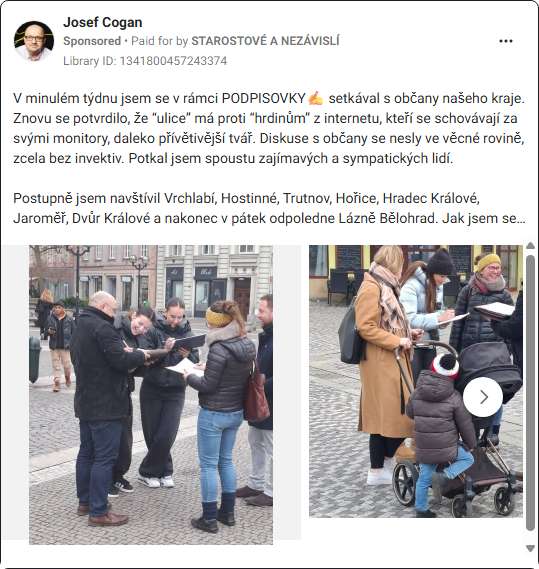 Josef Cogan
Sponsored • Paid for by STAROSTOVÉ A NEZÁVISLÍ
Library ID: 1341800457243374
V minulém týdnu jsem se v rámci PODPISOVKY✍️ setkával s občany našeho kraje.
Znovu se potvrdilo, že “ulice” má proti “hrdinům” z internetu, kteří se schovávají za
svými monitory, daleko přívětivější tvář. Diskuse s občany se nesly ve věcné rovině,
zcela bez invektiv. Potkal jsem spoustu zajímavých a sympatických lidí.
Postupně jsem navštívil Vrchlabí, Hostinné, Trutnov, Hořice, Hradec Králové,
Jaroměř, Dvůr Králové a nakonec v pátek odpoledne Lázně Bělohrad. Jak jsem se…